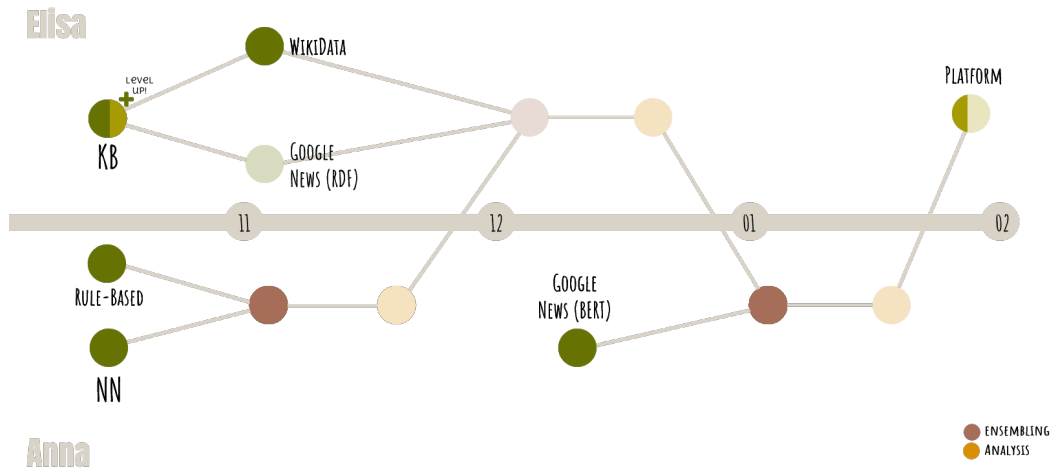 Elisa
WikiData
Level
up!
KB
Google
News (RDF)
Platform
11
12
01
02
Rule-Based
NN
Google
News (BERT)
Anna
ensembling
Analysis